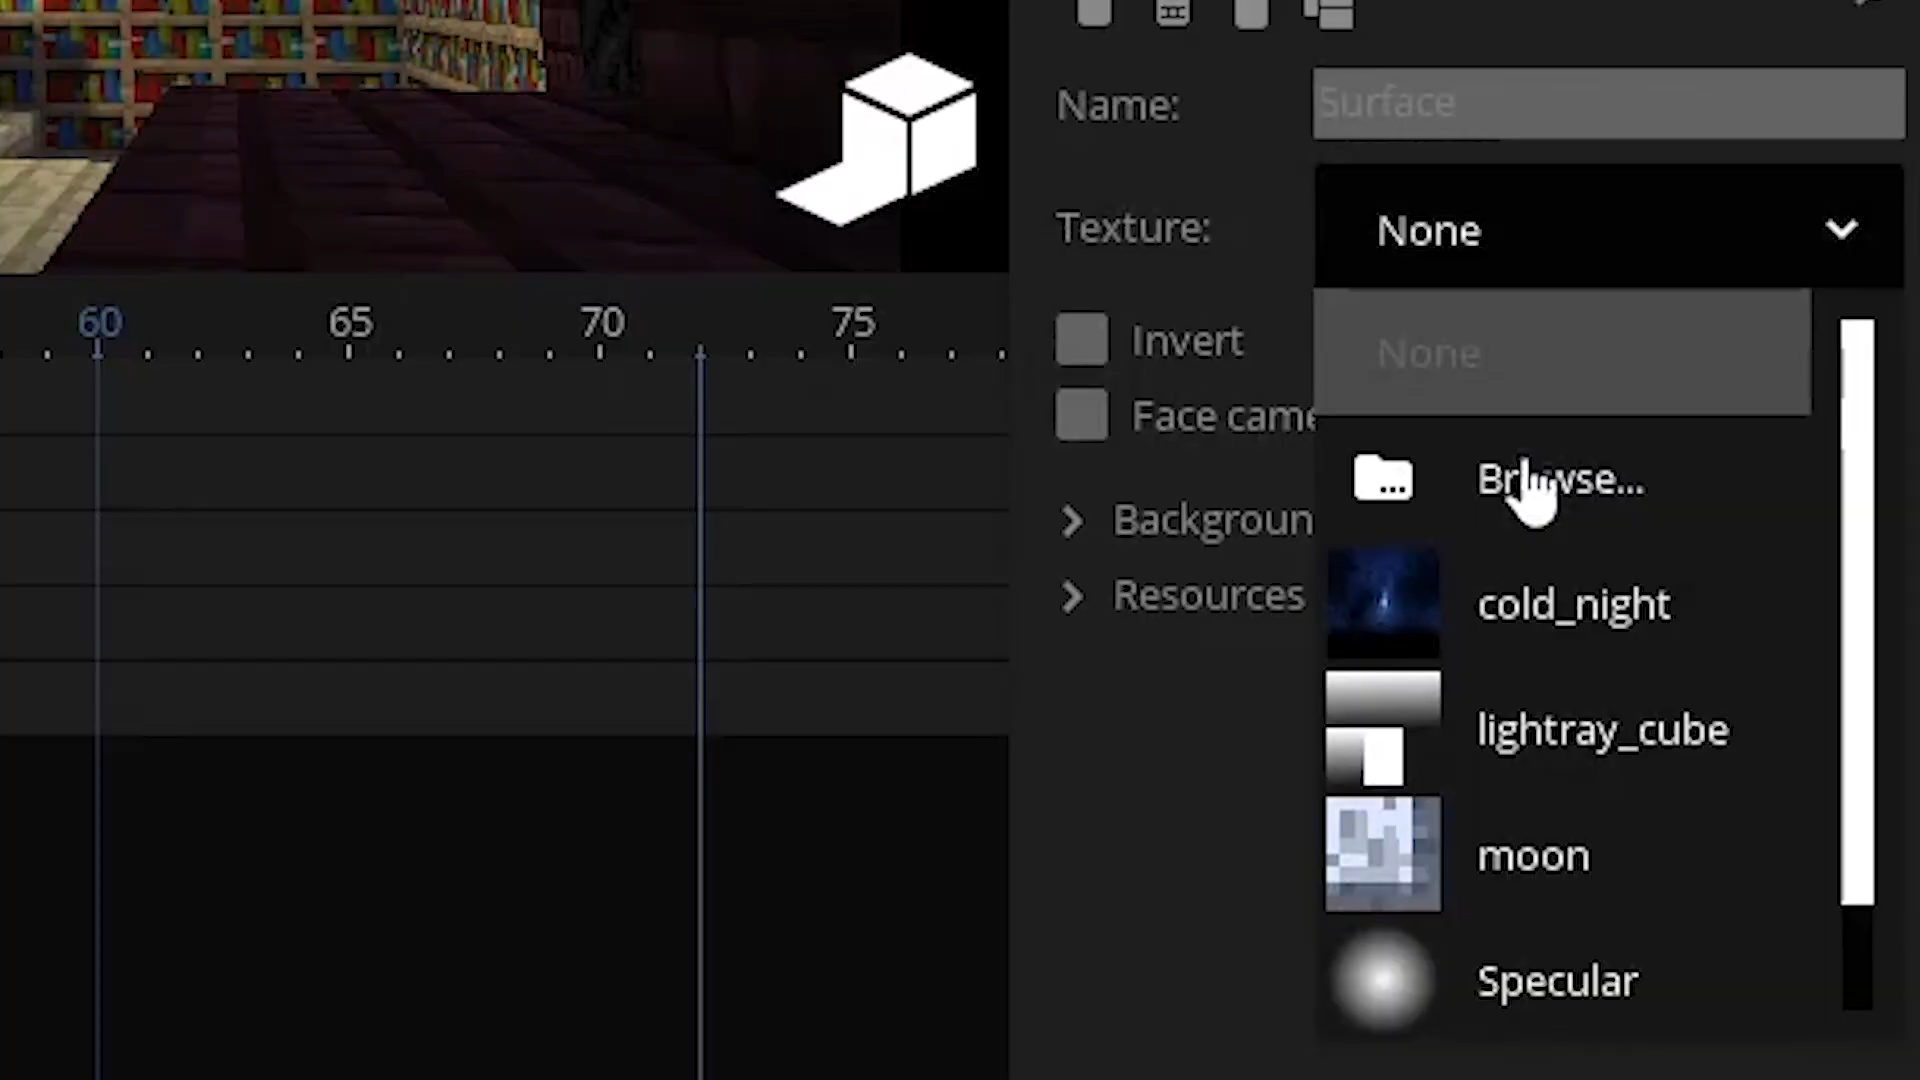 Name:
Surface
Texture:
None
60
65
70
75
Invert
None
Face came
Browse...
Backgroun
Resources
cold_night
lightray_cube
moon
Specular